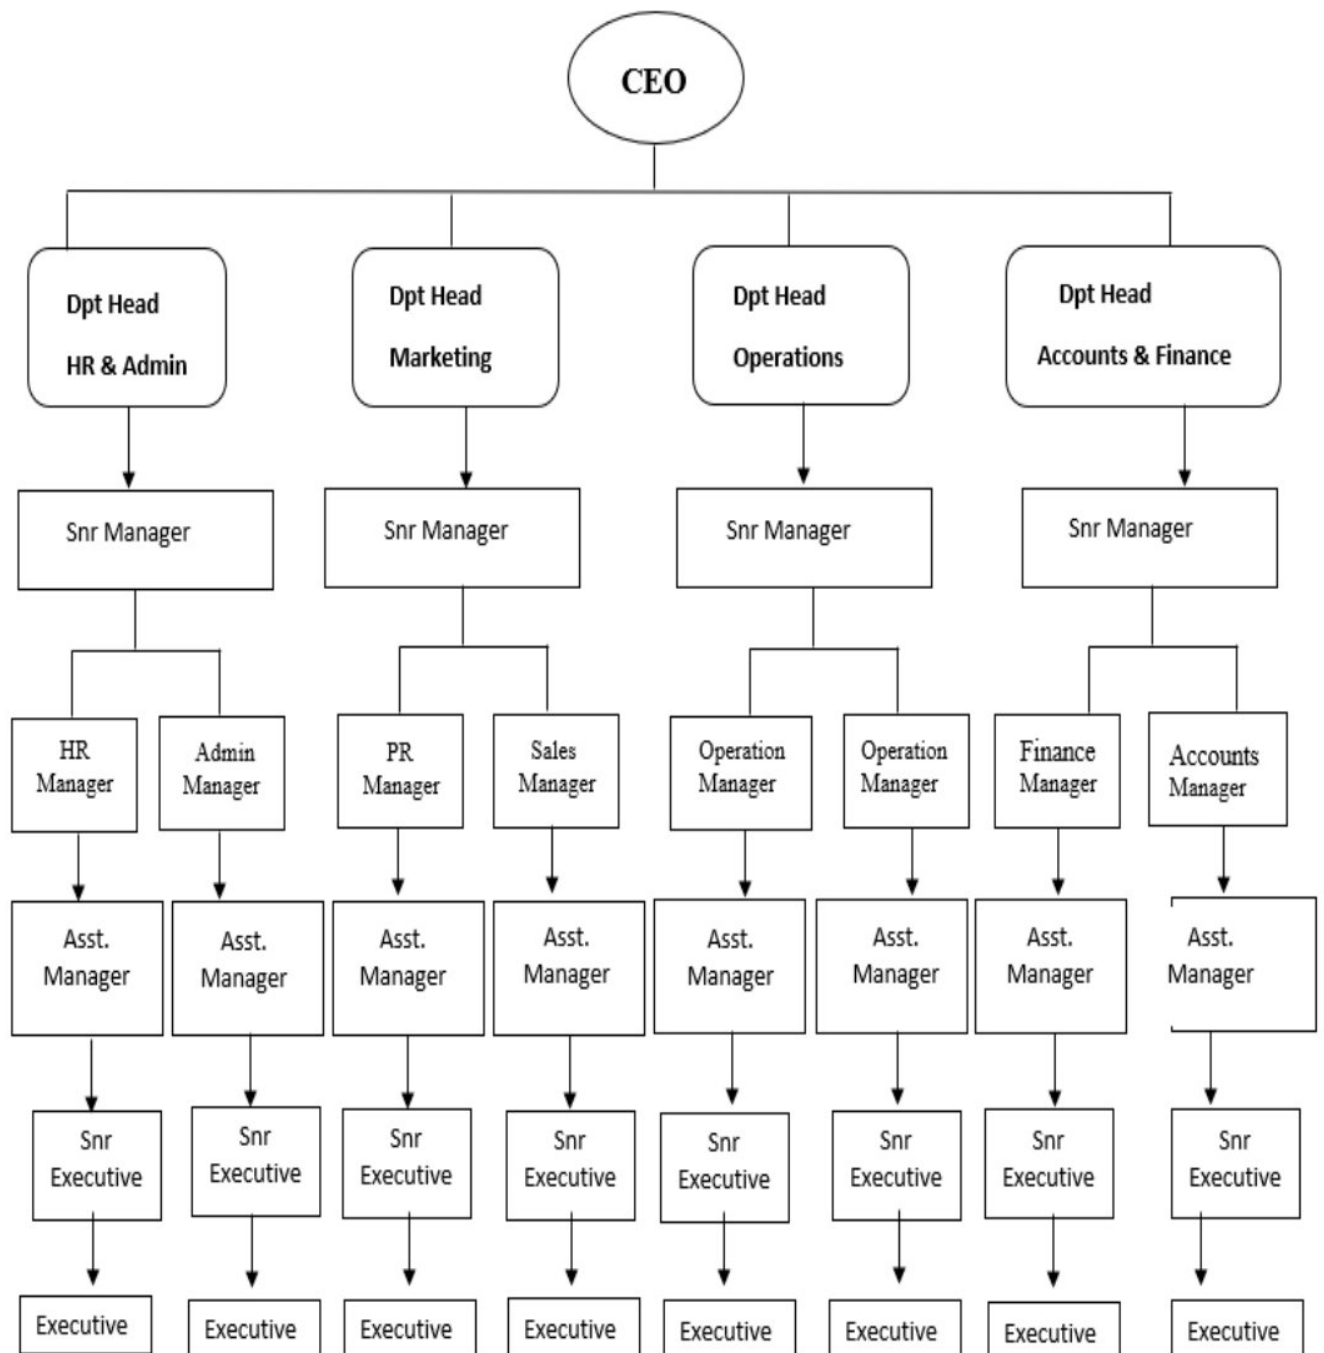 CEO
Dpt Head
HR & Admin
Dpt Head
Marketing
Dpt Head
Operations
Dpt Head
Accounts & Finance
Snr Manager
Snr Manager
Snr Manager
Snr Manager
HR
Manager
Admin
Manager
PR
Manager
Sales
Manager
Operation
Manager
Operation
Manager
Finance
Manager
Accounts
Manager
Asst.
Manager
Asst.
Manager
Asst.
Manager
Asst.
Manager
Asst.
Manager
Asst.
Manager
Asst.
Manager
Asst.
Manager
Snr
Executive
Snr
Executive
Snr
Executive
Snr
Executive
Snr
Executive
Snr
Executive
Snr
Executive
Snr
Executive
Executive
Executive
Executive
Executive
Executive
Executive
Executive
Executive